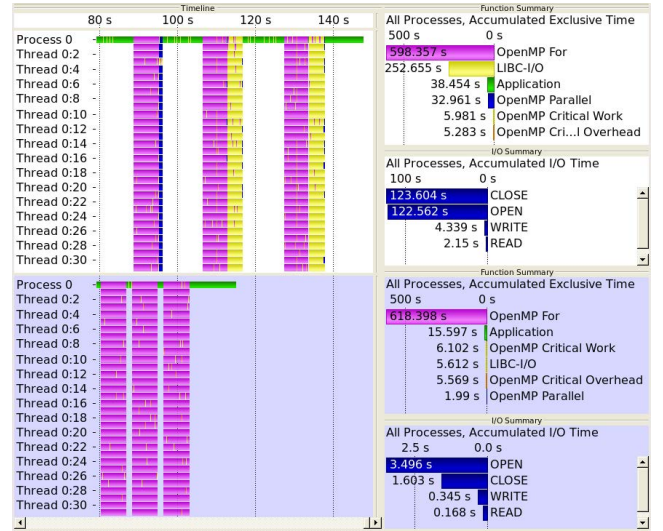 Timeline
80 s 100 s 120 s 140 s
Process 0
Thread 0:2
Thread 0:4
Thread 0:6
Thread 0:8
Thread 0:10
Thread 0:12
Thread 0:14
Thread 0:16
Thread 0:18
Thread 0:20
Thread 0:22
Thread 0:24
Thread 0:26
Thread 0:28
Thread 0:30
Function Summary
All Processes, Accumulated Exclusive Time
500 s 0 s
598.357 s OpenMP For
252.655 s LIBC-I/O
38.454 s Application
32.961 s OpenMP Parallel
5.981 s OpenMP Critical Work
5.283 s OpenMP Cri...l Overhead
I/O Summary
All Processes, Accumulated I/O Time
100 s 0 s
123.604 s CLOSE
122.562 s OPEN
4.339 s WRITE
2.15 s READ
Process 0
Thread 0:2
Thread 0:4
Thread 0:6
Thread 0:8
Thread 0:10
Thread 0:12
Thread 0:14
Thread 0:16
Thread 0:18
Thread 0:20
Thread 0:22
Thread 0:24
Thread 0:26
Thread 0:28
Thread 0:30
Function Summary
All Processes, Accumulated Exclusive Time
500 s 0 s
618.398 s OpenMP For
15.597 s Application
6.102 s OpenMP Critical Work
5.612 s LIBC-I/O
5.569 s OpenMP Critical Overhead
1.99 s OpenMP Parallel
I/O Summary
All Processes, Accumulated I/O Time
2.5 s 0.0 s
3.496 s OPEN
1.603 s CLOSE
0.345 s WRITE
0.168 s READ